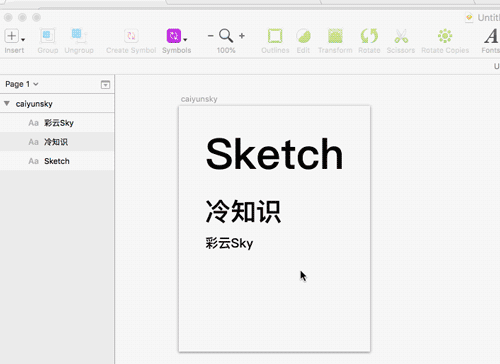 Untitl
Insert
Group
Ungroup
Create Symbol
Symbols
100%
Outlines
Edit
Transform
Rotate
Scissors
Rotate Copies
Fonts
Page 1
U
caiyunsky
Aa 彩云Sky
Aa 冷知识
Aa Sketch
caiyunsky
Sketch
冷知识
彩云Sky